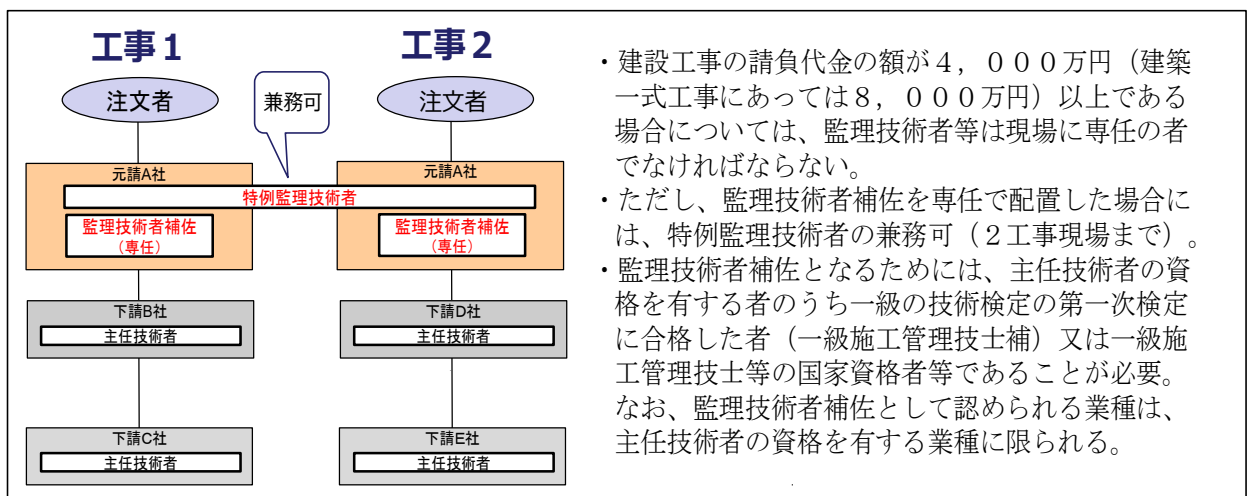 工事1
工事2
注文者
兼務可
注文者
元請A社
元請A社
特例監理技術者
監理技術者補佐
(専任)
監理技術者補佐
(専任)
下請B社
主任技術者
下請D社
主任技術者
下請C社
主任技術者
下請E社
主任技術者
・建設工事の請負代金の額が4,000万円(建築
一式工事にあっては8,000万円)以上である
場合については、監理技術者等は現場に専任の者
でなければならない。
・ただし、監理技術者補佐を専任で配置した場合に
は、特例監理技術者の兼務可(2工事現場まで)。
・監理技術者補佐となるためには、主任技術者の資
格を有する者のうち一級の技術検定の第一次検定
に合格した者(一級施工管理技士補)又は一級施
工管理技士等の国家資格者等であることが必要。
なお、監理技術者補佐として認められる業種は、
主任技術者の資格を有する業種に限られる。